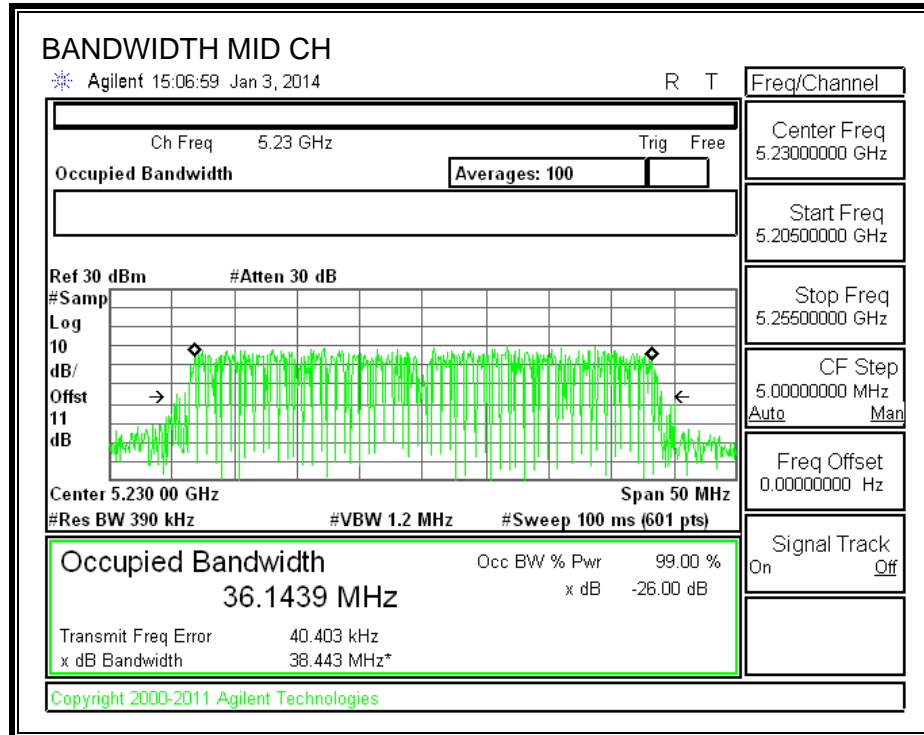 BANDWIDTH MID CH
Agilent 15:06:59 Jan 3, 2014 R T
Freq/Channel
Ch Freq 5.23 GHz Trig Free
Occupied Bandwidth Averages: 100
Center Freq
5.23000000 GHz
Start Freq
5.20500000 GHz
Stop Freq
5.25500000 GHz
CF Step
5.00000000 MHz
Auto Man
Freq Offset
0.00000000 Hz
Signal Track
On Off
Ref 30 dBm #Atten 30 dB
#Samp
Log
10
dB/
Offst
11
dB
Center 5.230 00 GHz Span 50 MHz
#Res BW 390 kHz #VBW 1.2 MHz #Sweep 100 ms (601 pts)
Occupied Bandwidth Occ BW % Pwr 99.00 %
36.1439 MHz x dB -26.00 dB
Transmit Freq Error 40.403 kHz
x dB Bandwidth 38.443 MHz*
Copyright 2000-2011 Agilent Technologies